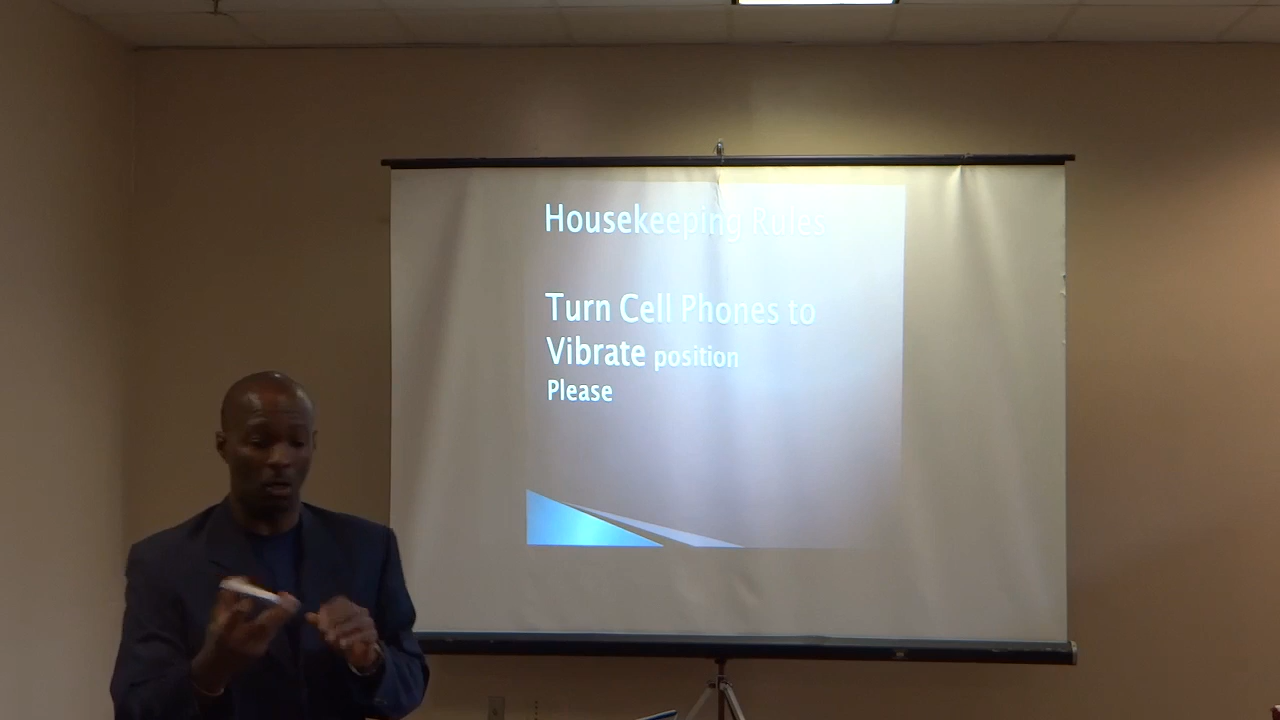 Housekeeping Rules
Turn Cell Phones to
Vibrate position
Please